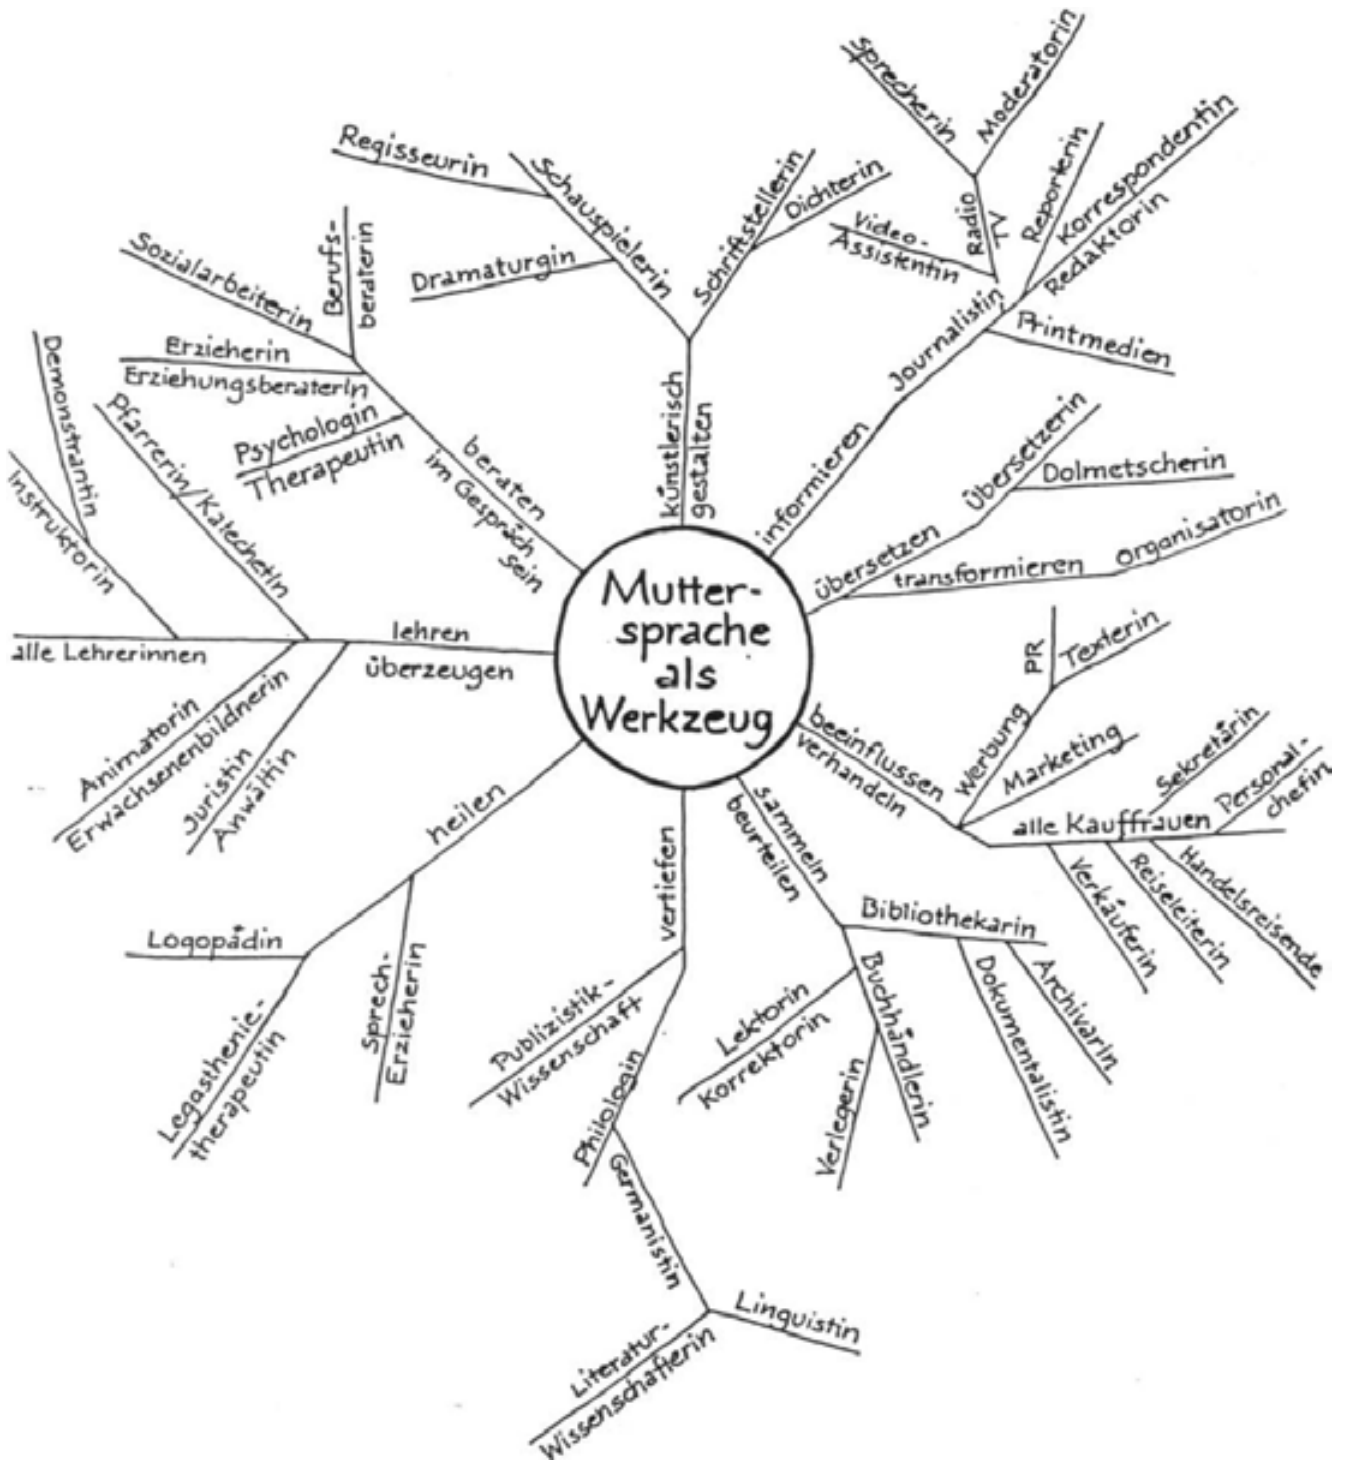 Mutter-
sprache
als
Werkzeug
künstlerisch
gestalten
Schauspielerin
Regisseurin
Dramaturgin
Schriftstellerin
Dichterin
informieren
Journalistin
Printmedien
Redaktorin
Korrespondentin
Reporterin
Radio
TV
Video-
Assistentin
Sprecherin
Moderatorin
übersetzen
Übersetzerin
Dolmetscherin
transformieren
Organisatorin
beeinflussen
verhandeln
Werbung
PR
Texterin
Marketing
alle Kauffrauen
Sekretärin
Personal-
chefin
Verkäuferin
Reiseleiterin
Handelsreisende
sammeln
beurteilen
Bibliothekarin
Archivarin
Dokumentalistin
Buchhändlerin
Verlegerin
Lektorin
Korrektorin
vertiefen
Publizistik-
Wissenschaft
Philologin
Germanistin
Linguistin
Literatur-
Wissenschafterin
heilen
Sprech-
Erzieherin
Logopädin
Legasthenie-
therapeutin
lehren
überzeugen
Juristin
Anwältin
Animatorin
Erwachsenenbildnerin
alle Lehrerinnen
Instruktorin
Demonstrantin
Pfarrerin/Katechetin
beraten
im Gespräch
sein
Psychologin
Therapeutin
Erzieherin
Erziehungsberaterin
Sozialarbeiterin
Berufs-
beraterin